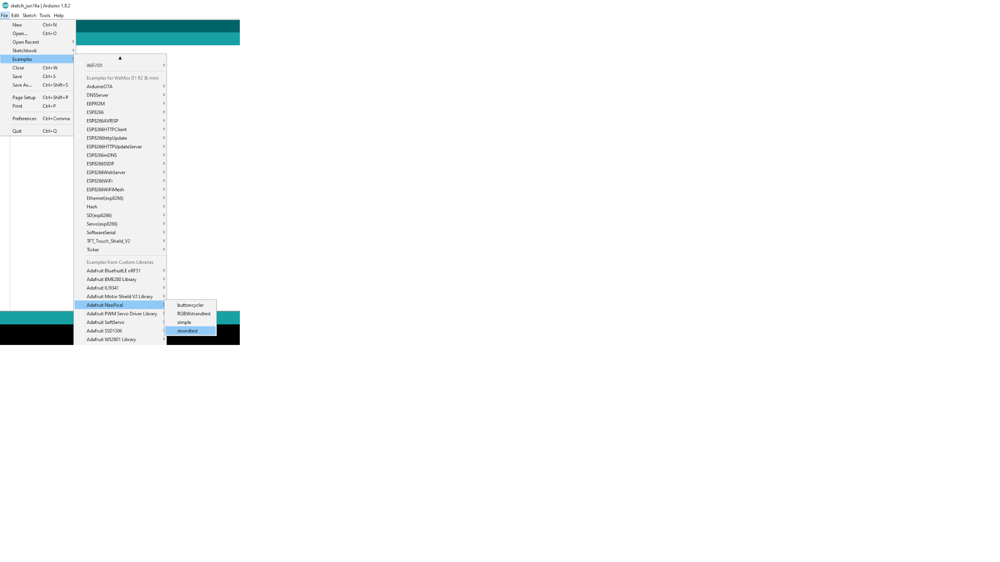 sketch_jun16a | Arduino 1.8.2
File Edit Sketch Tools Help
New Ctrl+N
Open... Ctrl+O
Open Recent
Sketchbook
Examples
Close Ctrl+W
Save Ctrl+S
Save As... Ctrl+Shift+S
Page Setup Ctrl+Shift+P
Print Ctrl+P
Preferences Ctrl+Comma
Quit Ctrl+Q
WiFi101
Examples for WeMos D1 R2 & mini
ArduinoOTA
DNSServer
EEPROM
ESP8266
ESP8266AVRISP
ESP8266HTTPClient
ESP8266httpUpdate
ESP8266HTTPUpdateServer
ESP8266mDNS
ESP8266SSDP
ESP8266WebServer
ESP8266WiFi
ESP8266WiFiMesh
Ethernet(esp8266)
Hash
SD(esp8266)
Servo(esp8266)
SoftwareSerial
TFT_Touch_Shield_V2
Ticker
Examples from Custom Libraries
Adafruit BluefruitLE nRF51
Adafruit BME280 Library
Adafruit ILI9341
Adafruit Motor Shield V2 Library
Adafruit NeoPixel
Adafruit PWM Servo Driver Library
Adafruit SoftServo
Adafruit SSD1306
Adafruit WS2801 Library
buttoncycler
RGBWstrandtest
simple
strandtest